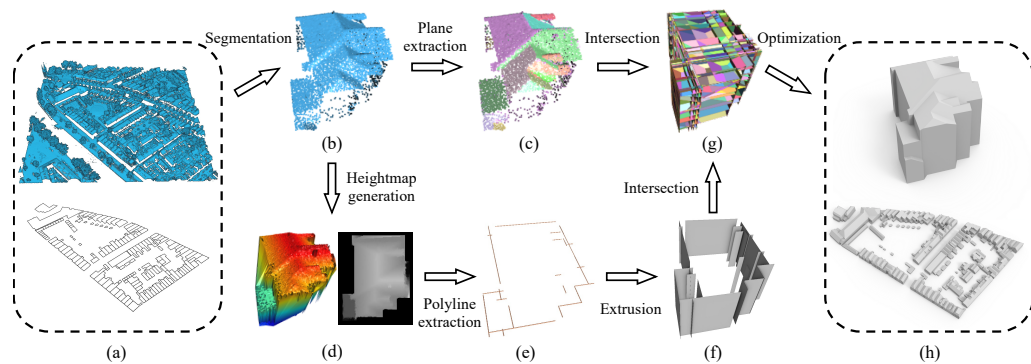 Segmentation
Plane
extraction
Intersection
Optimization
(b)
(c)
(g)
Heightmap
generation
Intersection
Polyline
extraction
Extrusion
(a)
(d)
(e)
(f)
(h)